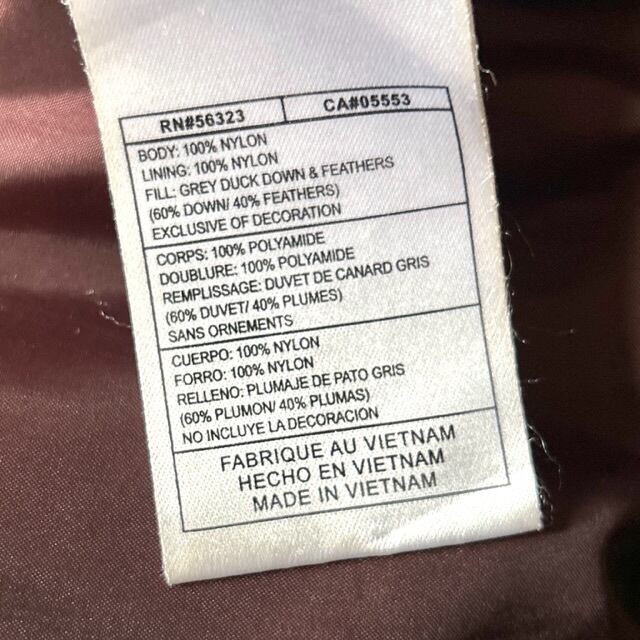 RN#56323 CA#05553
BODY: 100% NYLON
LINING: 100% NYLON
FILL: GREY DUCK DOWN & FEATHERS
(60% DOWN/ 40% FEATHERS)
EXCLUSIVE OF DECORATION
CORPS: 100% POLYAMIDE
DOUBLURE: 100% POLYAMIDE
REMPLISSAGE: DUVET DE CANARD GRIS
(60% DUVET/ 40% PLUMES)
SANS ORNEMENTS
CUERPO: 100% NYLON
FORRO: 100% NYLON
RELLENO: PLUMAJE DE PATO GRIS
(60% PLUMON/ 40% PLUMAS)
NO INCLUYE LA DECORACION
FABRIQUE AU VIETNAM
HECHO EN VIETNAM
MADE IN VIETNAM